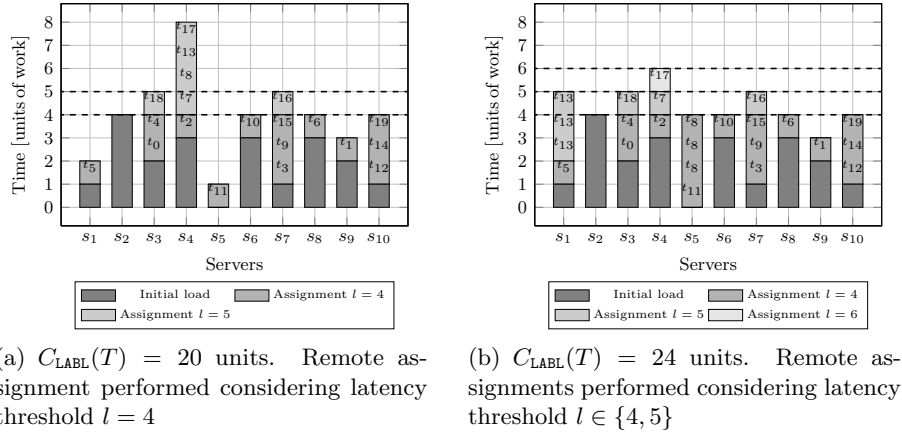 8
7
6
5
4
3
2
1
0
Time [units of work]
t5
t18
t4
t0
t17
t13
t8
t7
t2
t11
t10
t16
t15
t9
t3
t6
t1
t19
t14
t12
s1 s2 s3 s4 s5 s6 s7 s8 s9 s10
Servers
Initial load Assignment l = 4
Assignment l = 5
(a) CLABL(T) = 20 units. Remote as-
signment performed considering latency
threshold l = 4
8
7
6
5
4
3
2
1
0
Time [units of work]
t13
t13
t13
t5
t18
t4
t0
t17
t7
t2
t8
t8
t8
t11
t10
t16
t15
t9
t3
t6
t1
t19
t14
t12
s1 s2 s3 s4 s5 s6 s7 s8 s9 s10
Servers
Initial load Assignment l = 4
Assignment l = 5 Assignment l = 6
(b) CLABL(T) = 24 units. Remote as-
signments performed considering latency
threshold l ∈ {4, 5}